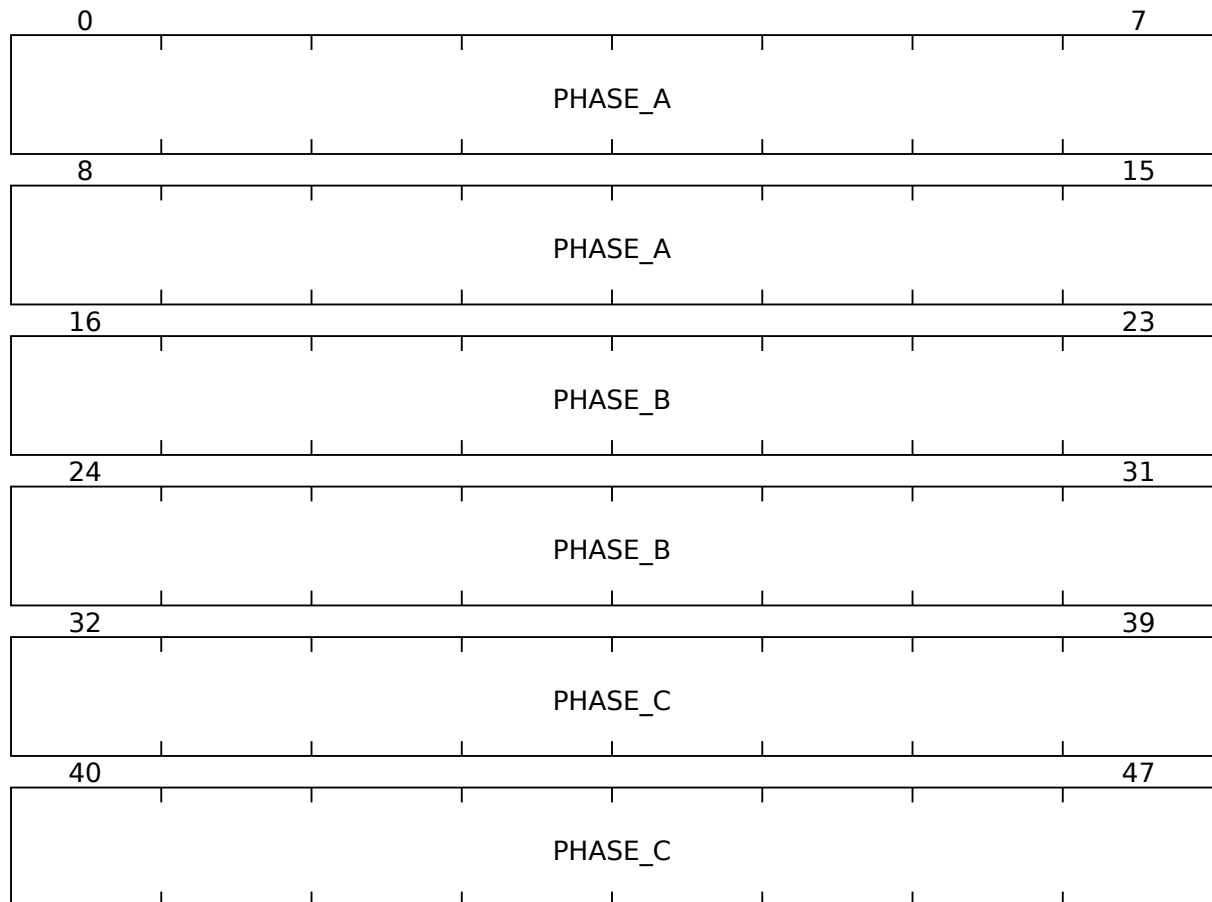 0 7
PHASE_A
8 15
PHASE_A
16 23
PHASE_B
24 31
PHASE_B
32 39
PHASE_C
40 47
PHASE_C